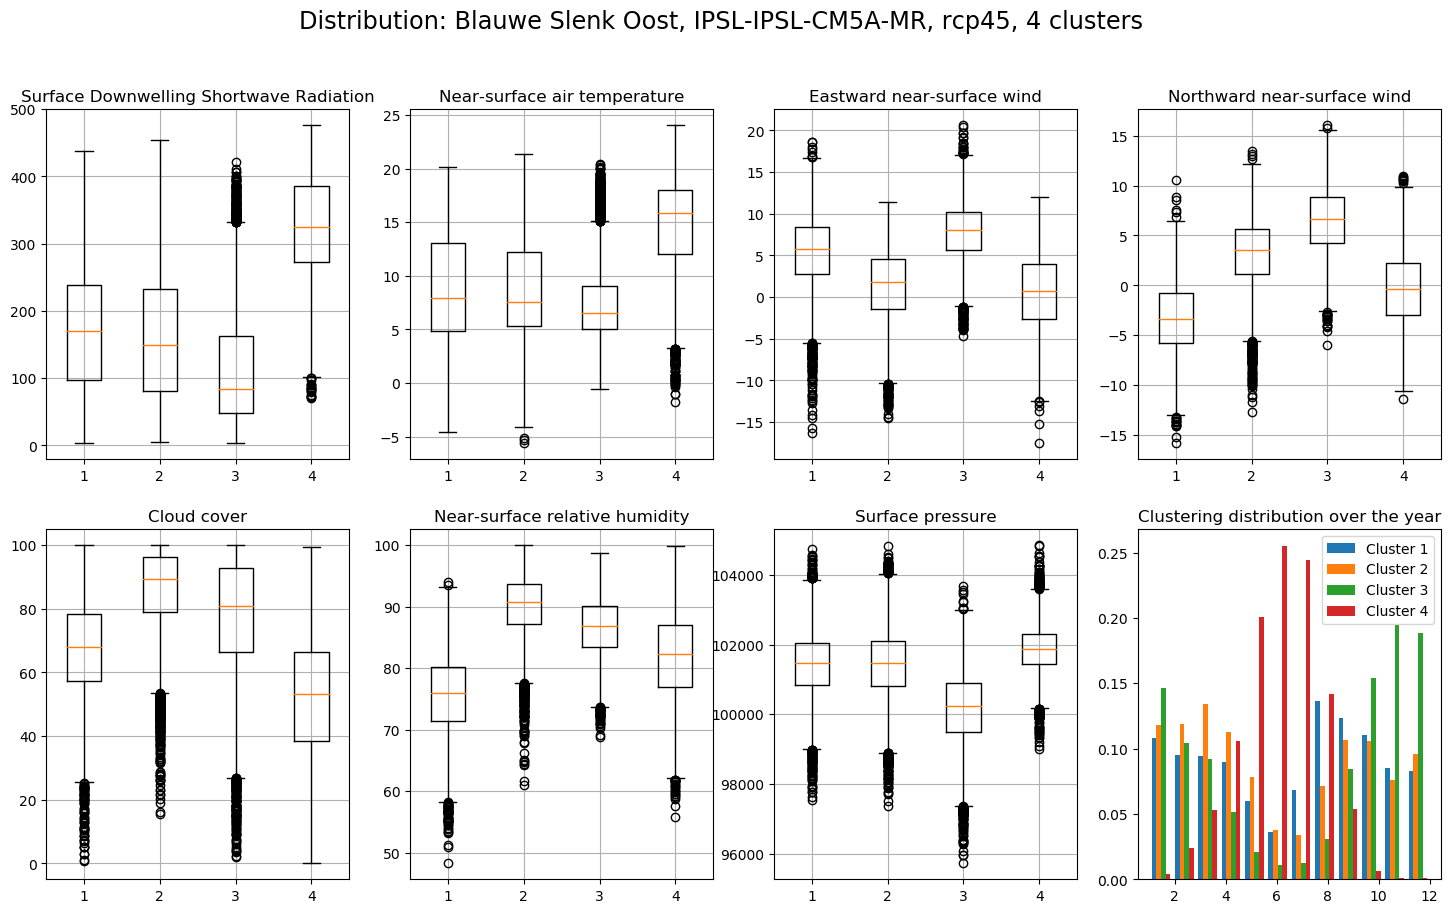 Distribution: Blauwe Slenk Oost, IPSL-IPSL-CM5A-MR, rcp45, 4 clusters
Surface Downwelling Shortwave Radiation
500
400
300
200
100
0
1 2 3 4
Near-surface air temperature
25
20
15
10
5
0
−5
1 2 3 4
Eastward near-surface wind
20
15
10
5
0
−5
−10
−15
1 2 3 4
Northward near-surface wind
15
10
5
0
−5
−10
−15
1 2 3 4
Cloud cover
100
80
60
40
20
0
1 2 3 4
Near-surface relative humidity
100
90
80
70
60
50
1 2 3 4
Surface pressure
104000
102000
100000
98000
96000
1 2 3 4
Clustering distribution over the year
Cluster 1
Cluster 2
Cluster 3
Cluster 4
0.25
0.20
0.15
0.10
0.05
0.00
2 4 6 8 10 12